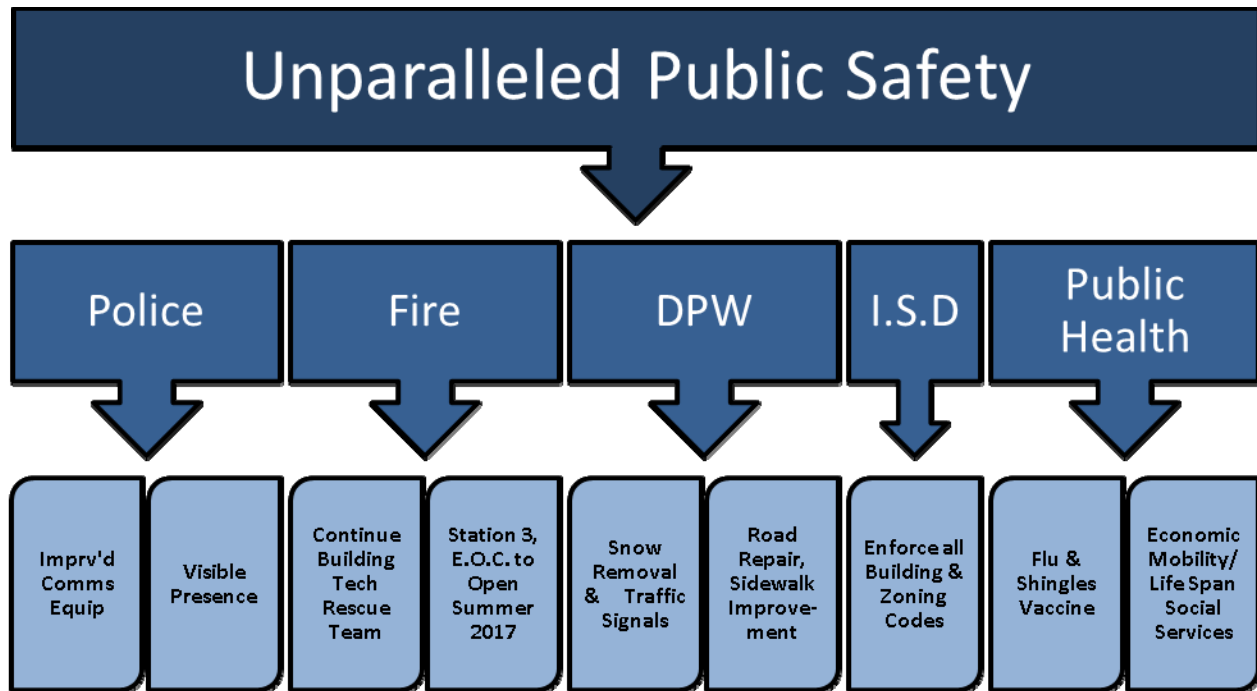 Unparalleled Public Safety
Police
Fire
DPW
I.S.D
Public
Health
Imprv'd
Comms
Equip
Visible
Presence
Continue
Building
Tech
Rescue
Team
Station 3,
E.O.C. to
Open
Summer
2017
Snow
Removal
& Traffic
Signals
Road
Repair,
Sidewalk
Improve-
ment
Enforce all
Building &
Zoning
Codes
Flu &
Shingles
Vaccine
Economic
Mobility/
Life Span
Social
Services